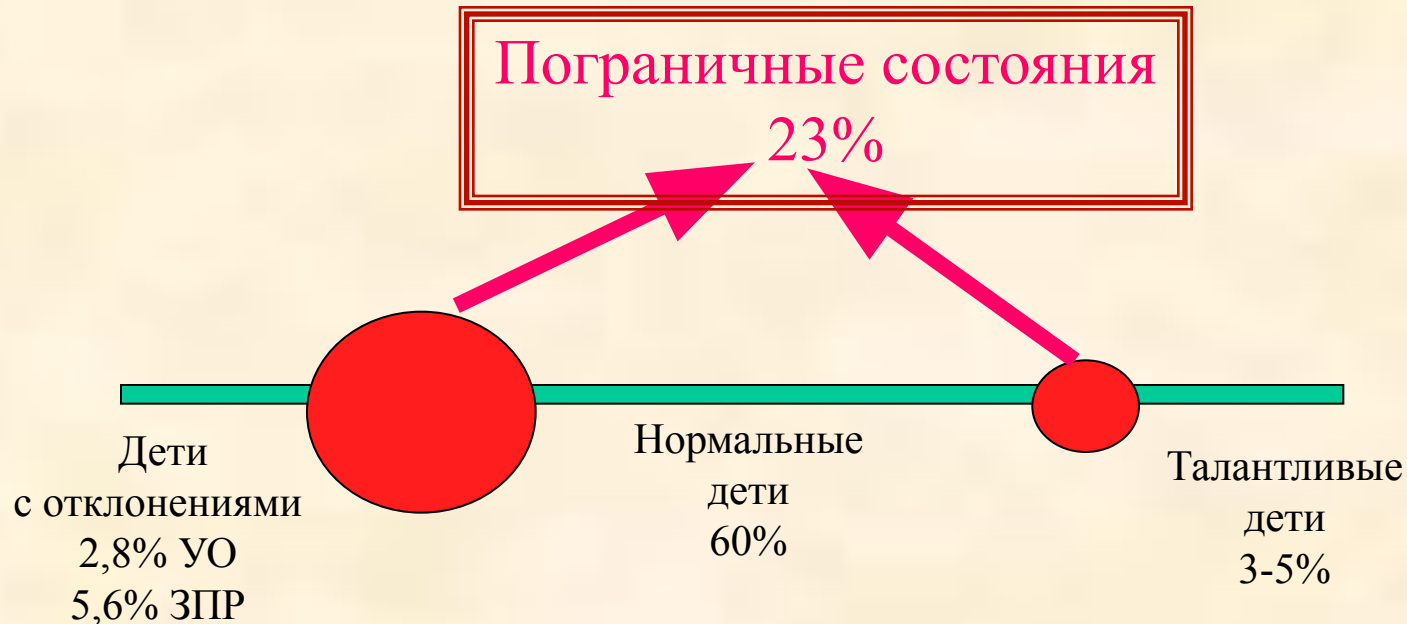 Пограничные состояния
23%
Дети
с отклонениями
2,8% УО
5,6% ЗПР
Нормальные
дети
60%
Талантливые
дети
3-5%